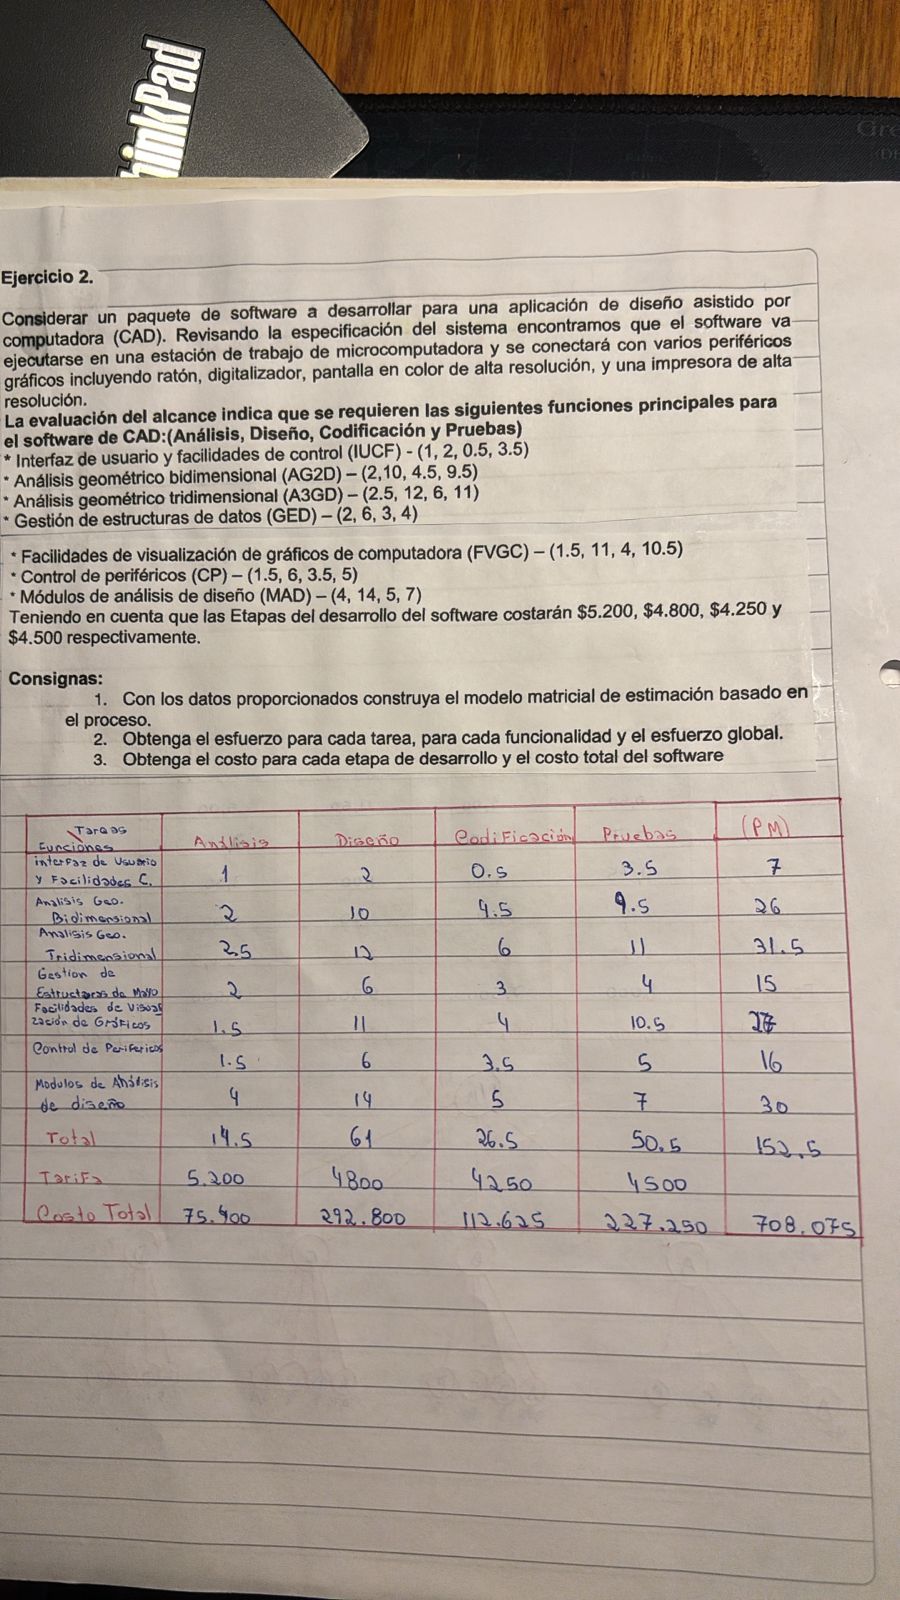 ThinkPad
Gre
Ejercicio 2.
Considerar un paquete de software a desarrollar para una aplicación de diseño asistido por
computadora (CAD). Revisando la especificación del sistema encontramos que el software va
ejecutarse en una estación de trabajo de microcomputadora y se conectará con varios periféricos
gráficos incluyendo ratón, digitalizador, pantalla en color de alta resolución, y una impresora de alta
resolución.
La evaluación del alcance indica que se requieren las siguientes funciones principales para
el software de CAD:(Análisis, Diseño, Codificación y Pruebas)
* Interfaz de usuario y facilidades de control (IUCF) - (1, 2, 0.5, 3.5)
* Análisis geométrico bidimensional (AG2D) – (2,10, 4.5, 9.5)
* Análisis geométrico tridimensional (A3GD) – (2.5, 12, 6, 11)
* Gestión de estructuras de datos (GED) – (2, 6, 3, 4)
* Facilidades de visualización de gráficos de computadora (FVGC) – (1.5, 11, 4, 10.5)
* Control de periféricos (CP) – (1.5, 6, 3.5, 5)
* Módulos de análisis de diseño (MAD) – (4, 14, 5, 7)
Teniendo en cuenta que las Etapas del desarrollo del software costarán $5.200, $4.800, $4.250 y
$4.500 respectivamente.
Consignas:
1. Con los datos proporcionados construya el modelo matricial de estimación basado en
el proceso.
2. Obtenga el esfuerzo para cada tarea, para cada funcionalidad y el esfuerzo global.
3. Obtenga el costo para cada etapa de desarrollo y el costo total del software
Tareas
Funciones Análisis Diseño Codificación Pruebas (PM)
interfaz de Usuario
y Facilidades C. 1 2 0.5 3.5 7
Analisis Geo.
Bidimensional 2 10 4.5 9.5 26
Analisis Geo.
Tridimensional 2.5 12 6 11 31.5
Gestion de
Estructuras de 2 6 3 4 15
Facilidades de Visuali
zación de Gráficos 1.5 11 4 10.5 27
Control de Perifericos 1.5 6 3.5 5 16
Modulos de Análisis
de diseño 4 14 5 7 30
Total 14.5 61 26.5 50.5 152.5
Tarifa 5.200 4800 4250 4500
Costo Total 75.400 292.800 112.625 227.250 708.075